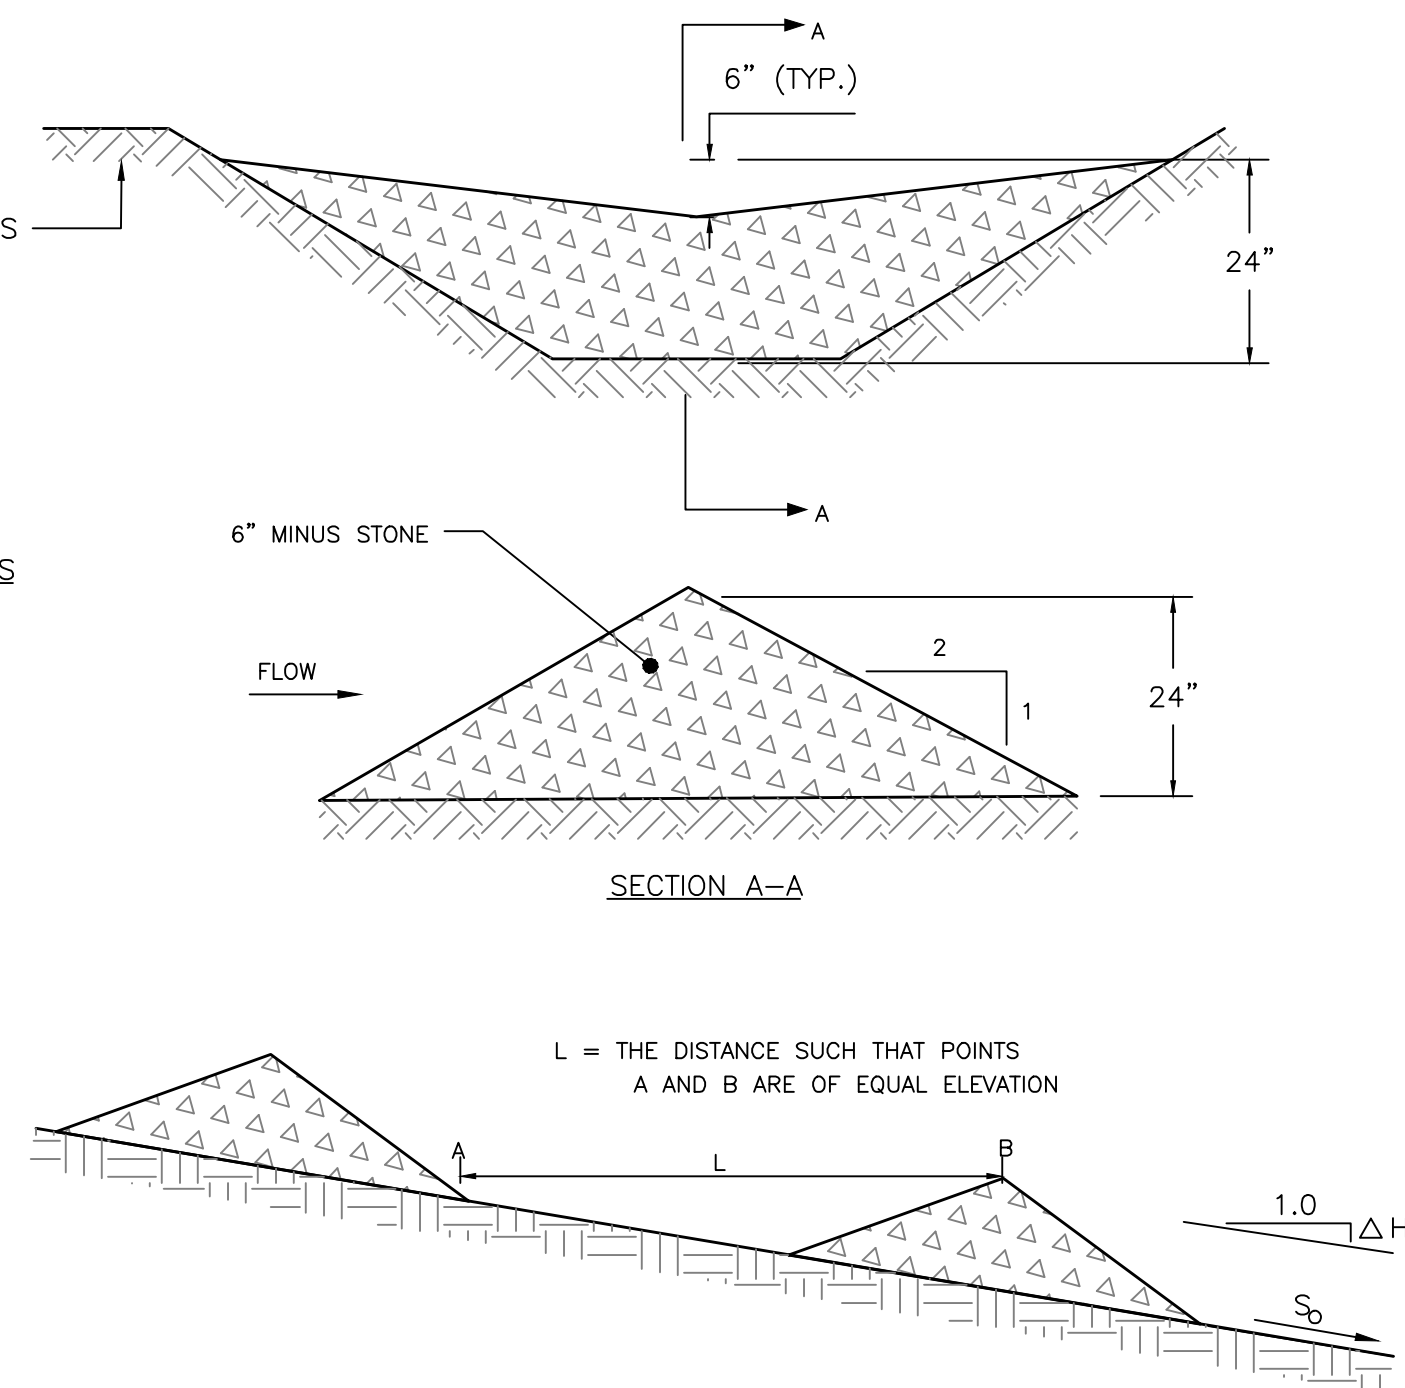 A
6” (TYP.)
S
24”
A
6” MINUS STONE
S
FLOW
2
1
24”
SECTION A–A
L = THE DISTANCE SUCH THAT POINTS
A AND B ARE OF EQUAL ELEVATION
A
L
B
1.0
△H
So